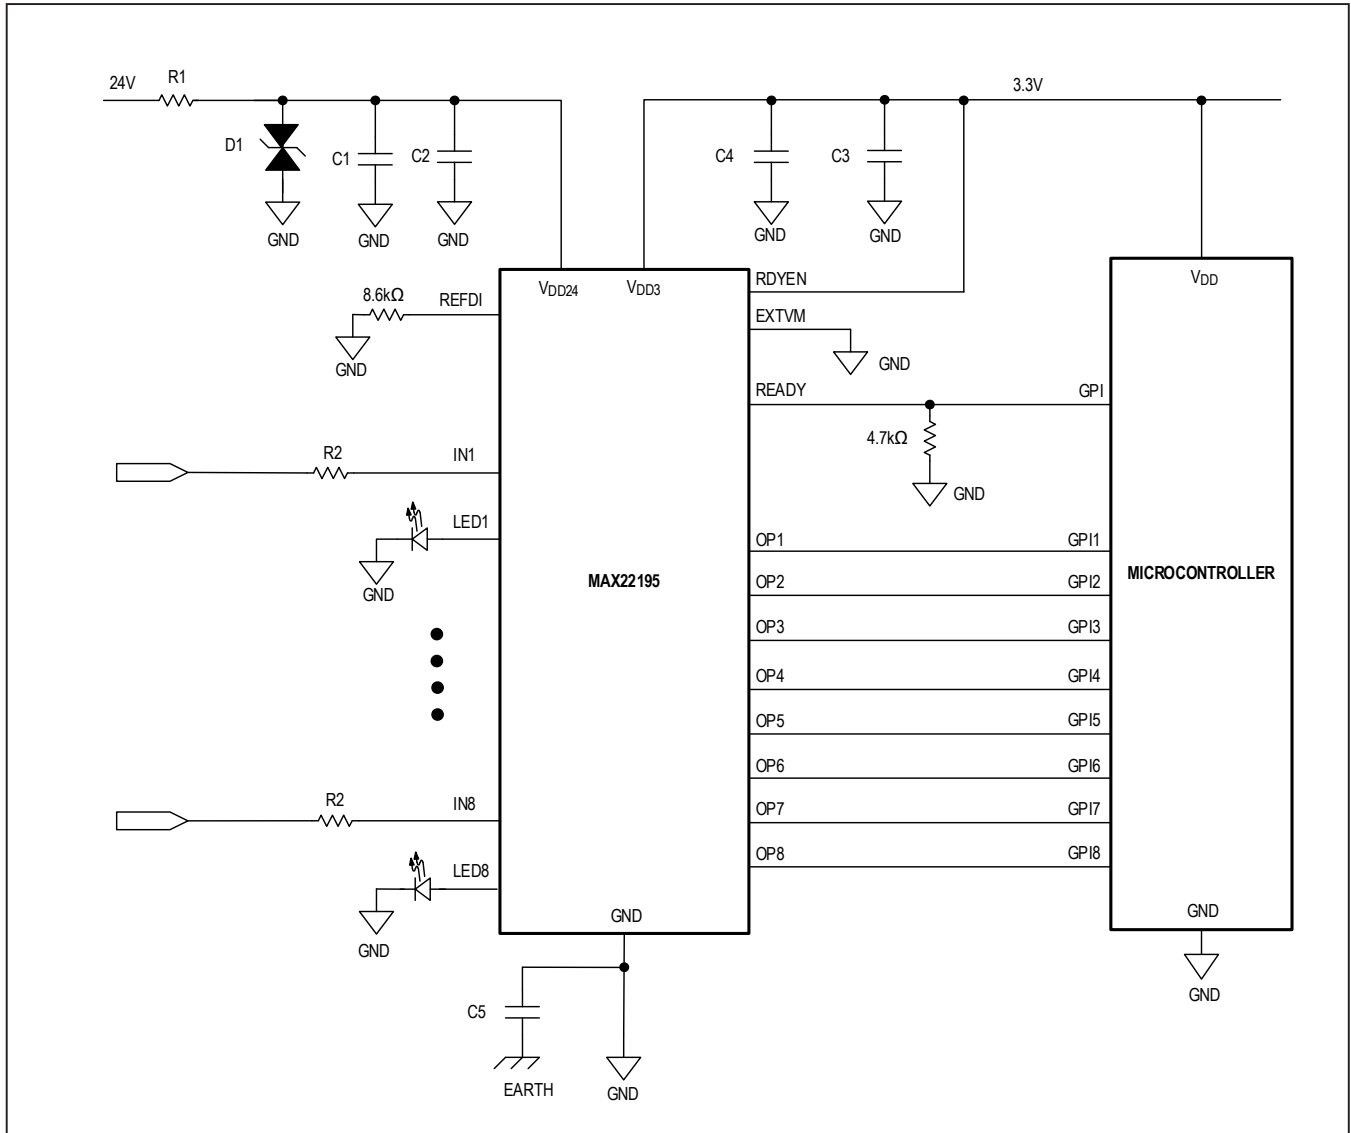 24V
R1
3.3V
D1
C1
C2
C4
C3
GND
GND
GND
GND
GND
VDD24
VDD3
RDYEN
VDD
8.6kΩ
REFDI
EXTVM
GND
GND
READY
GPI
4.7kΩ
GND
R2
IN1
LED1
GND
OP1
GPI1
MAX22195
MICROCONTROLLER
OP2
GPI2
OP3
GPI3
OP4
GPI4
OP5
GPI5
OP6
GPI6
R2
IN8
OP7
GPI7
LED8
OP8
GPI8
GND
GND
GND
C5
GND
EARTH
GND